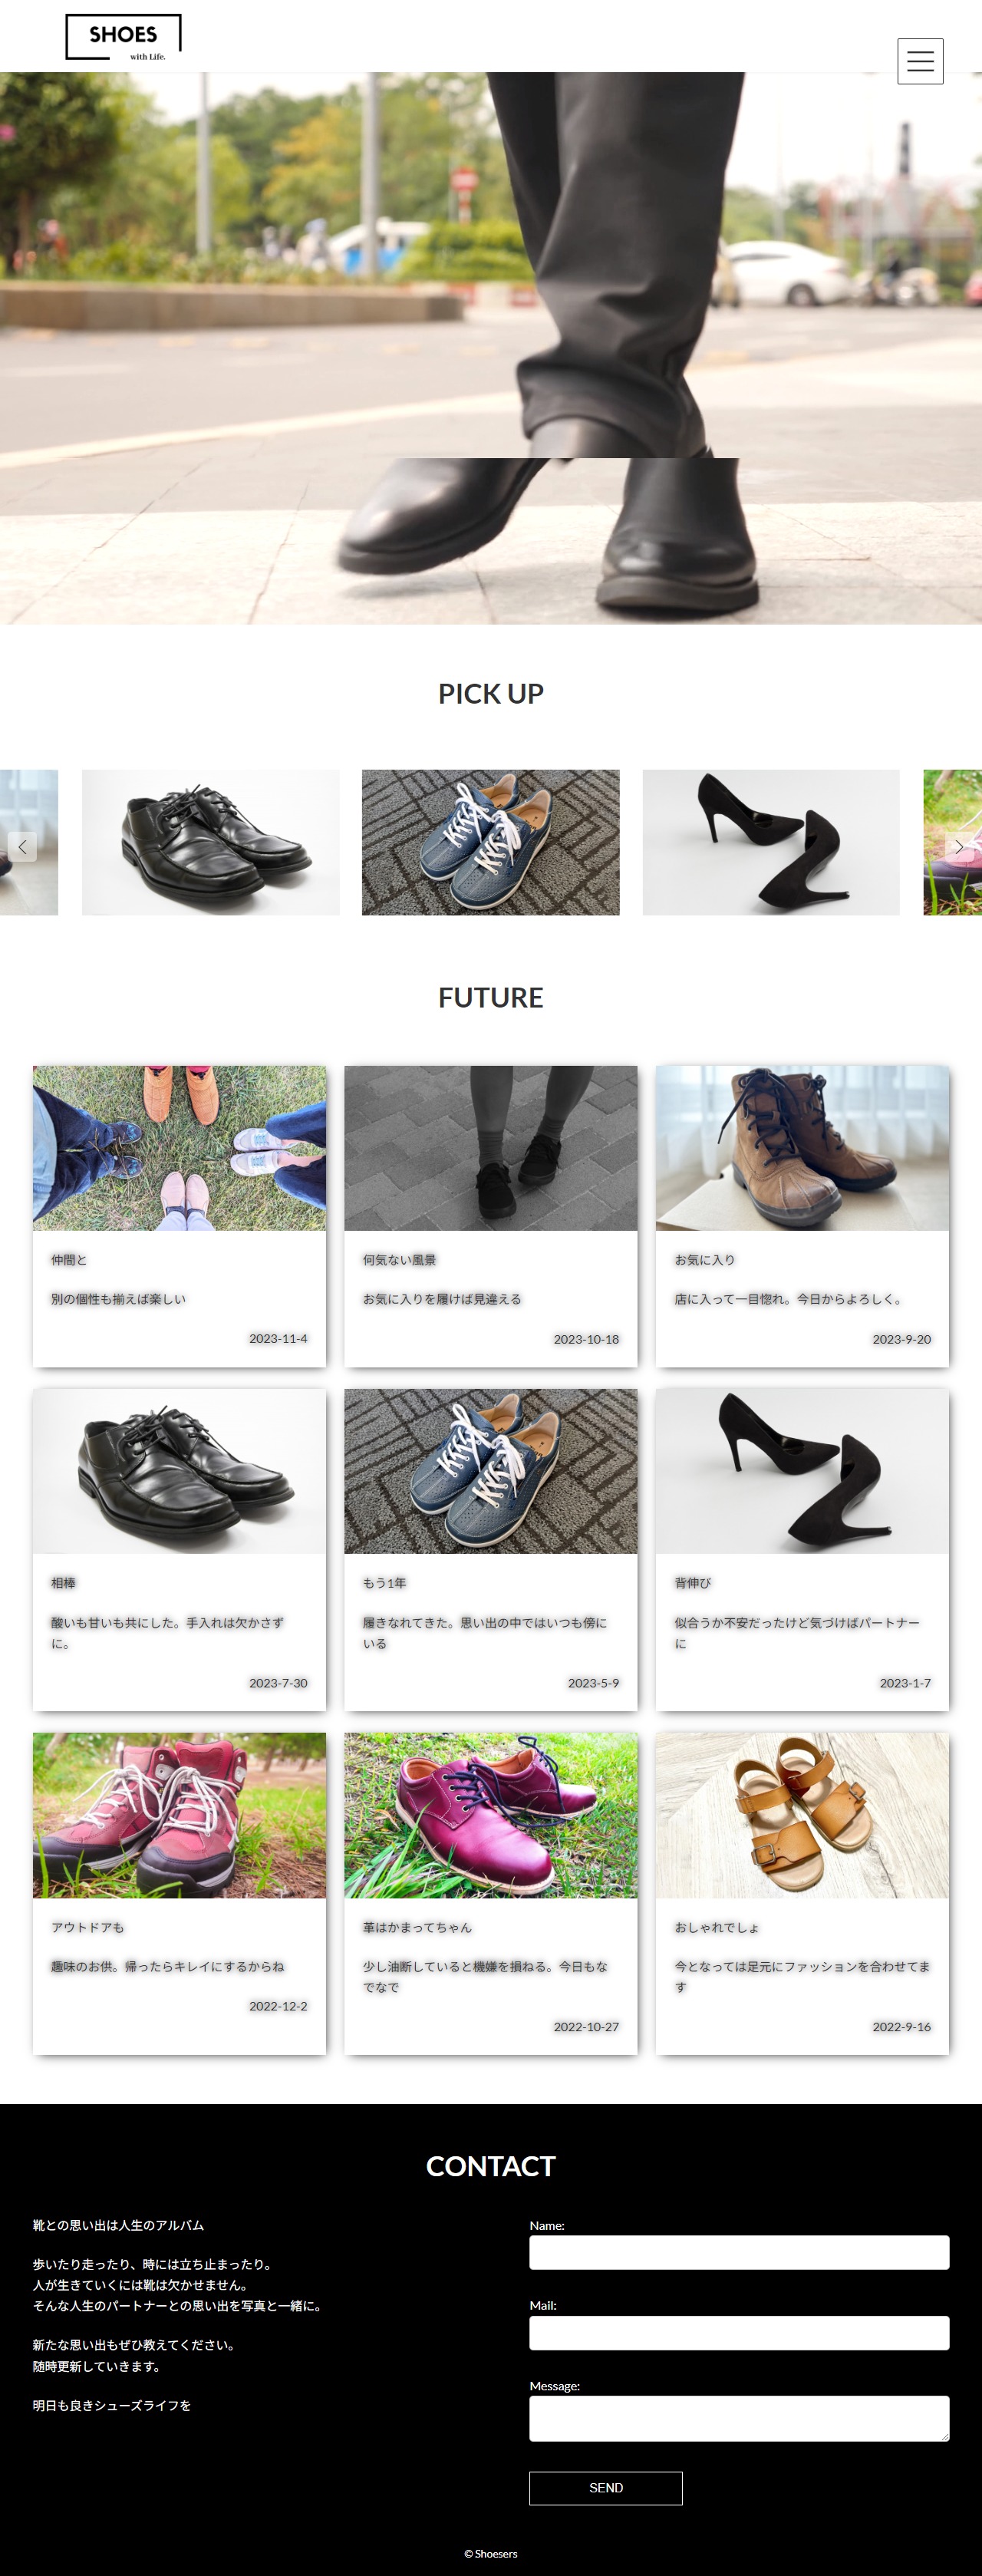 SHOES
with Life.
PICK UP
FUTURE
仲間と
別の個性も揃えば楽しい
2023-11-4
何気ない風景
お気に入りを履けば見違える
2023-10-18
お気に入り
店に入って一目惚れ。今日からよろしく。
2023-9-20
相棒
酸いも甘いも共にした。手入れは欠かさず
に。
2023-7-30
もう1年
履きなれてきた。思い出の中ではいつも傍に
いる
2023-5-9
背伸び
似合うか不安だったけど気づけばパートナー
に
2023-1-7
アウトドアも
趣味のお供。帰ったらキレイにするからね
2022-12-2
革はかまってちゃん
少し油断していると機嫌を損ねる。今日もな
でなで
2022-10-27
おしゃれでしょ
今となっては足元にファッションを合わせてま
す
2022-9-16
CONTACT
靴との思い出は人生のアルバム
歩いたり走ったり、時には立ち止まったり。
人が生きていくには靴は欠かせません。
そんな人生のパートナーとの思い出を写真と一緒に。
新たな思い出もぜひ教えてください。
随時更新していきます。
明日も良きシューズライフを
Name:
Mail:
Message:
SEND
© Shoesers